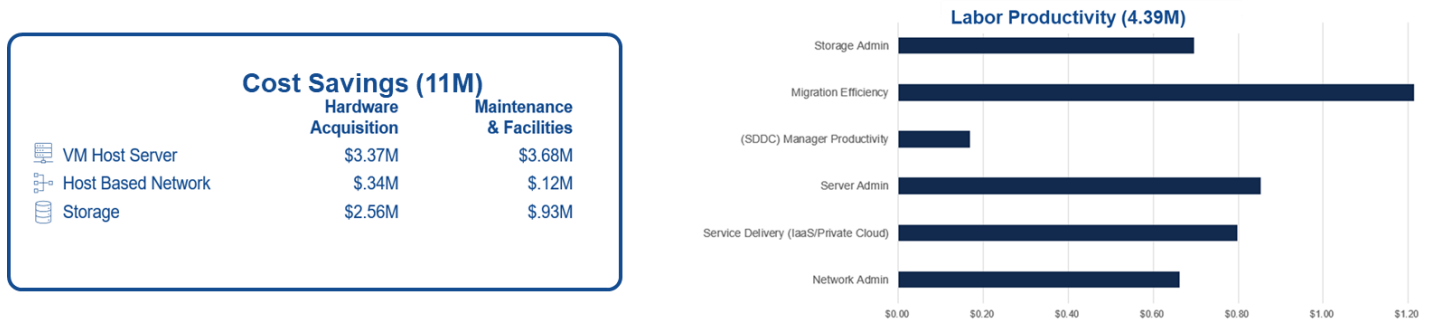 Cost Savings (11M)
Hardware Acquisition
Maintenance & Facilities
VM Host Server $3.37M $3.68M
Host Based Network $.34M $.12M
Storage $2.56M $.93M
Labor Productivity (4.39M)
Storage Admin
Migration Efficiency
(SDDC) Manager Productivity
Server Admin
Service Delivery (IaaS/Private Cloud)
Network Admin
$0.00 $0.20 $0.40 $0.60 $0.80 $1.00 $1.20